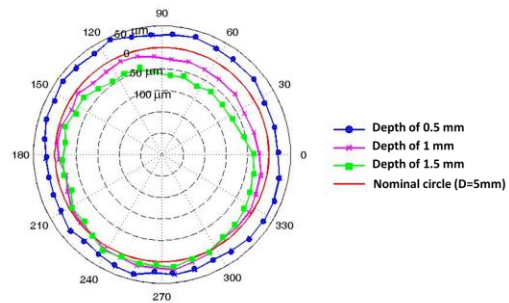 90
120
60
50 μm
0
50 μm
100 μm
150
30
180
0
210
330
240
300
270
Depth of 0.5 mm
Depth of 1 mm
Depth of 1.5 mm
Nominal circle (D=5mm)